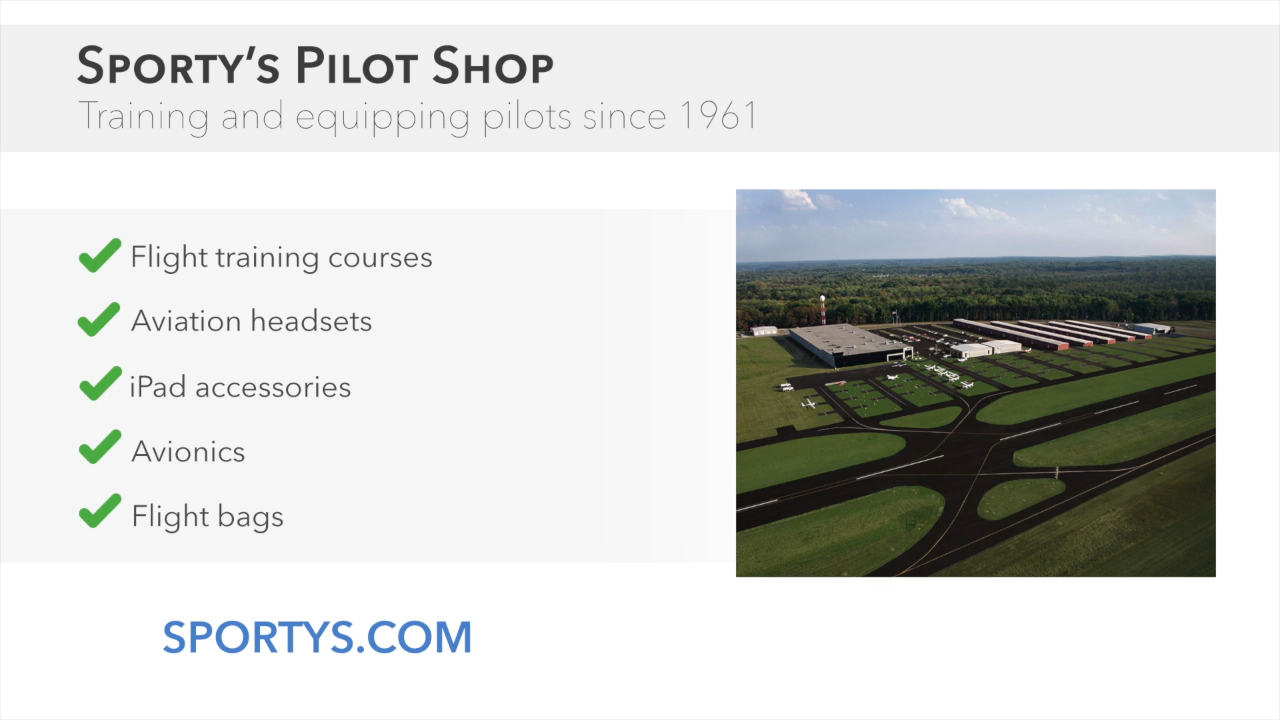 Sporty's Pilot Shop
Training and equipping pilots since 1961
Flight training courses
Aviation headsets
iPad accessories
Avionics
Flight bags
SPORTYS.COM